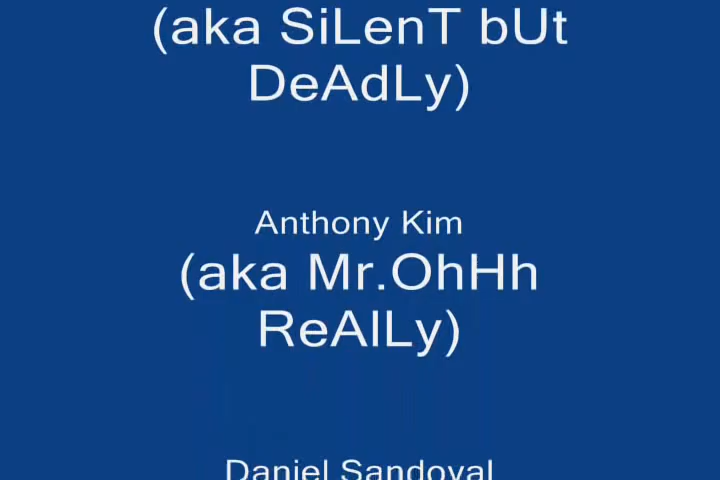 (aka SiLenT bUt
DeAdLy)
Anthony Kim
(aka Mr.OhHh
ReAlLy)
Daniel Sandoval